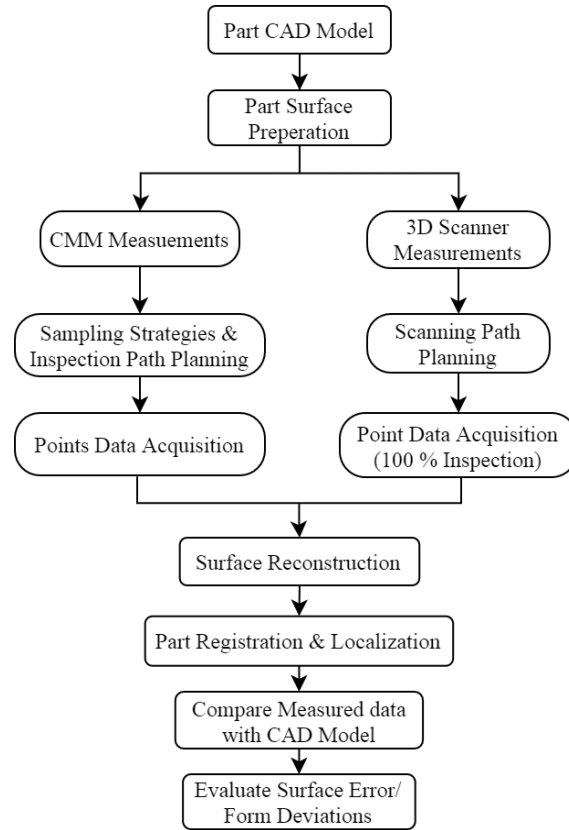 Part CAD Model
Part Surface
Preperation
CMM Measuements
3D Scanner
Measurements
Sampling Strategies &
Inspection Path Planning
Scanning Path
Planning
Points Data Acquisition
Point Data Acquisition
(100 % Inspection)
Surface Reconstruction
Part Registration & Localization
Compare Measured data
with CAD Model
Evaluate Surface Error/
Form Deviations